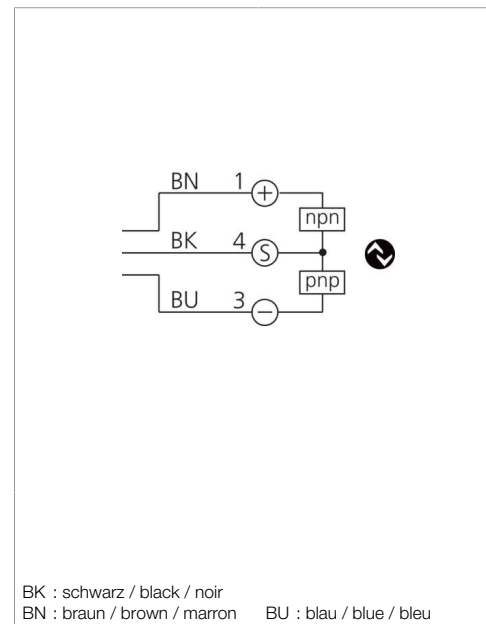 BN 1 +
npn
BK 4 S
pnp
BU 3 −
BK : schwarz / black / noir
BN : braun / brown / marron BU : blau / blue / bleu